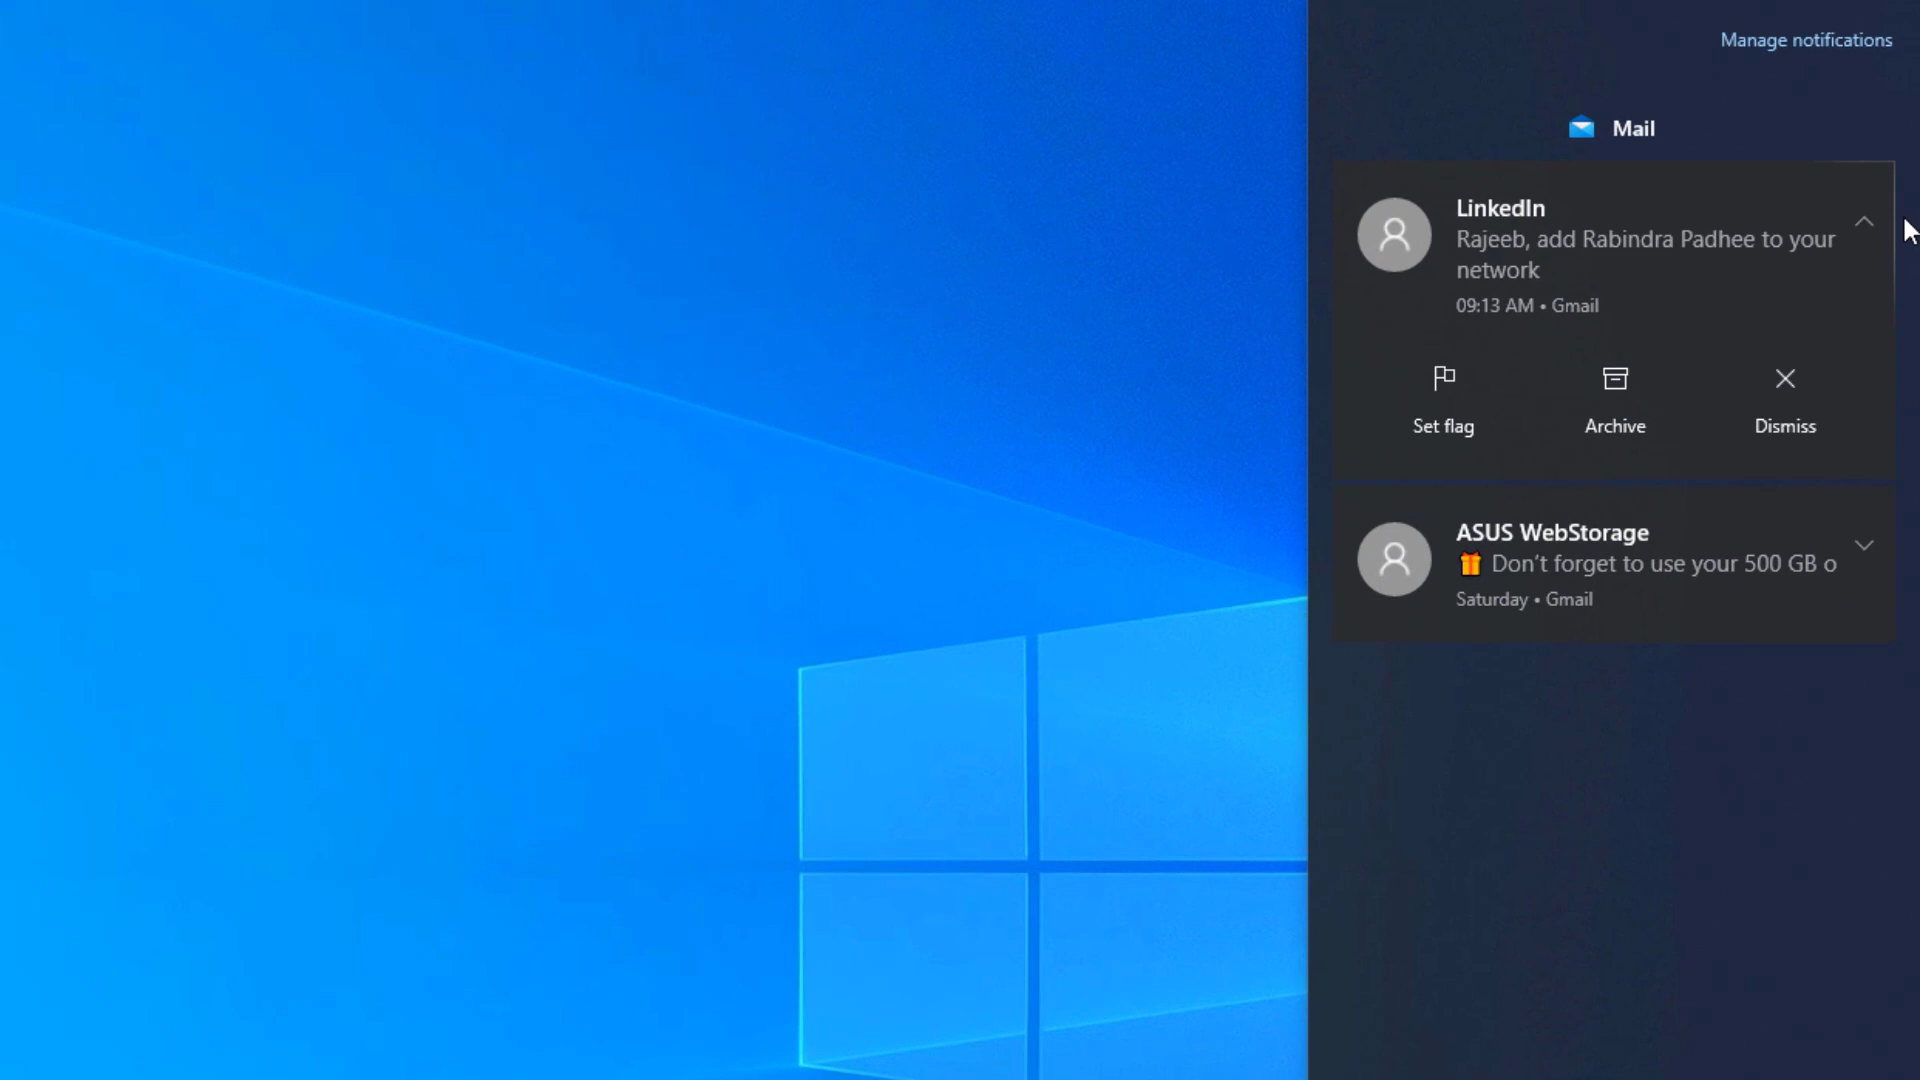 Manage notifications
Mail
LinkedIn
Rajeeb, add Rabindra Padhee to your
network
09:13 AM • Gmail
Set flag
Archive
Dismiss
ASUS WebStorage
🎁 Don’t forget to use your 500 GB o
Saturday • Gmail